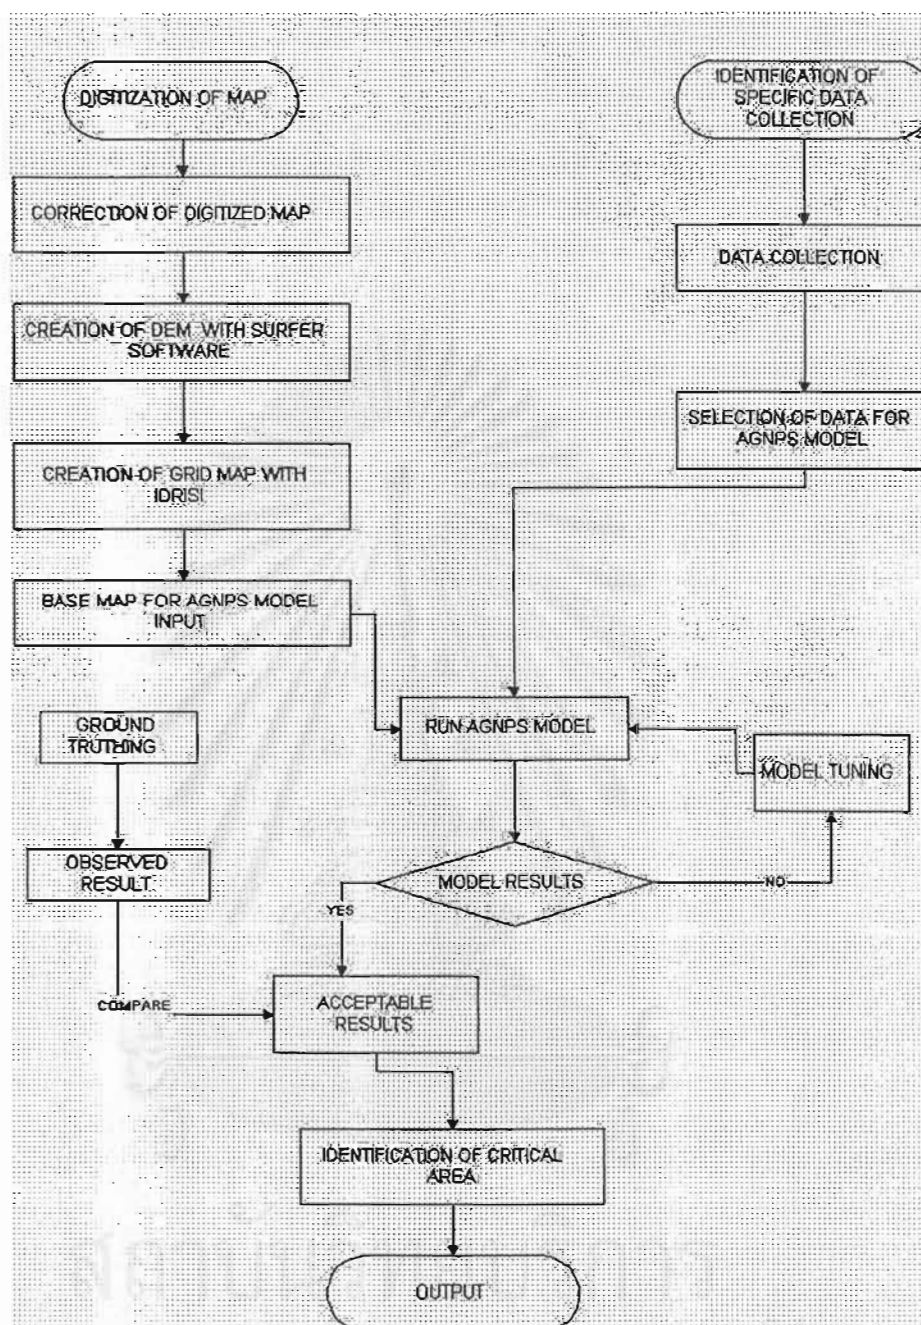 DIGITIZATION OF MAP
CORRECTION OF DIGITIZED MAP
CREATION OF DEM WITH SURFER
SOFTWARE
CREATION OF GRID MAP WITH
IDRISI
BASE MAP FOR AGNPS MODEL
INPUT
IDENTIFICATION OF
SPECIFIC DATA
COLLECTION
DATA COLLECTION
SELECTION OF DATA FOR
AGNPS MODEL
GROUND
TRUTHING
OBSERVED
RESULT
COMPARE
RUN AGNPS MODEL
MODEL TUNING
MODEL RESULTS
NO
YES
ACCEPTABLE
RESULTS
IDENTIFICATION OF CRITICAL
AREA
OUTPUT